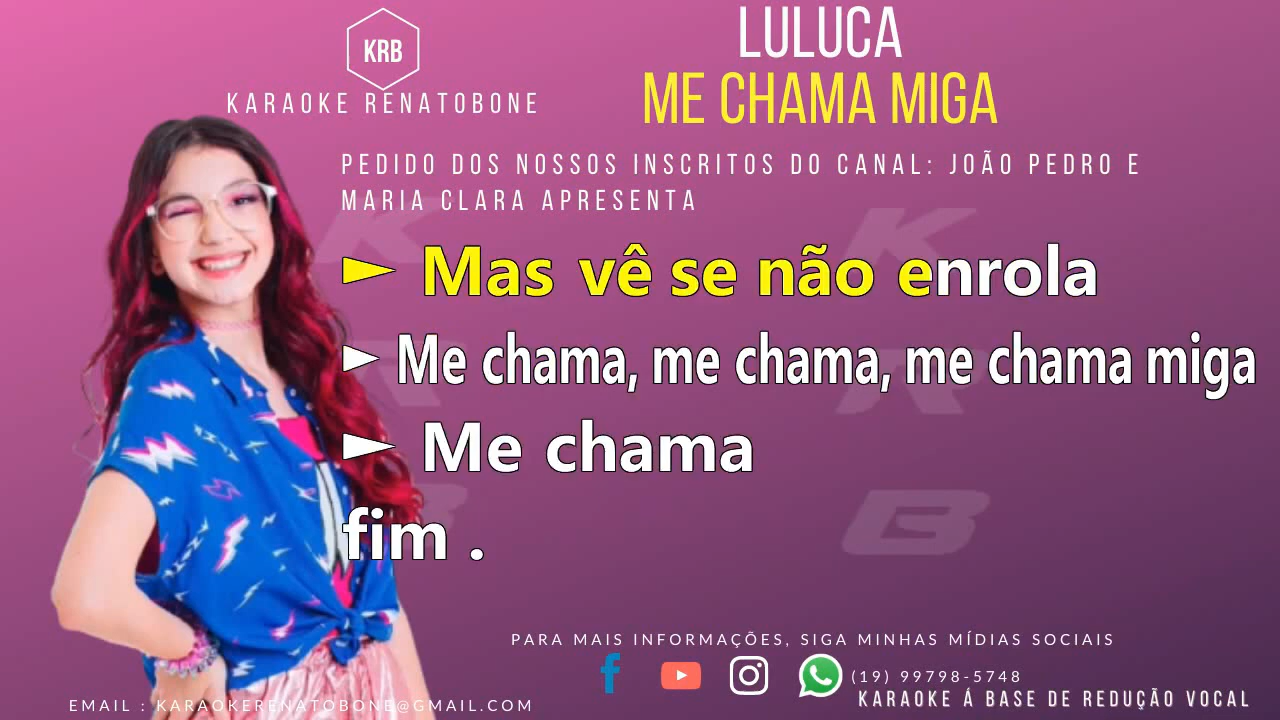 KRB
KARAOKE RENATOBONE
LULUCA
ME CHAMA MIGA
PEDIDO DOS NOSSOS INSCRITOS DO CANAL: JOÃO PEDRO E
MARIA CLARA APRESENTA
K K
► Mas vê se não enrola
► Me chama, me chama, me chama miga
R R
► Me chama
B B
fim .
PARA MAIS INFORMAÇÕES, SIGA MINHAS MÍDIAS SOCIAIS
(19) 99798-5748
KARAOKE Á BASE DE REDUÇÃO VOCAL
EMAIL : KARAOKERENATOBONE@GMAIL.COM